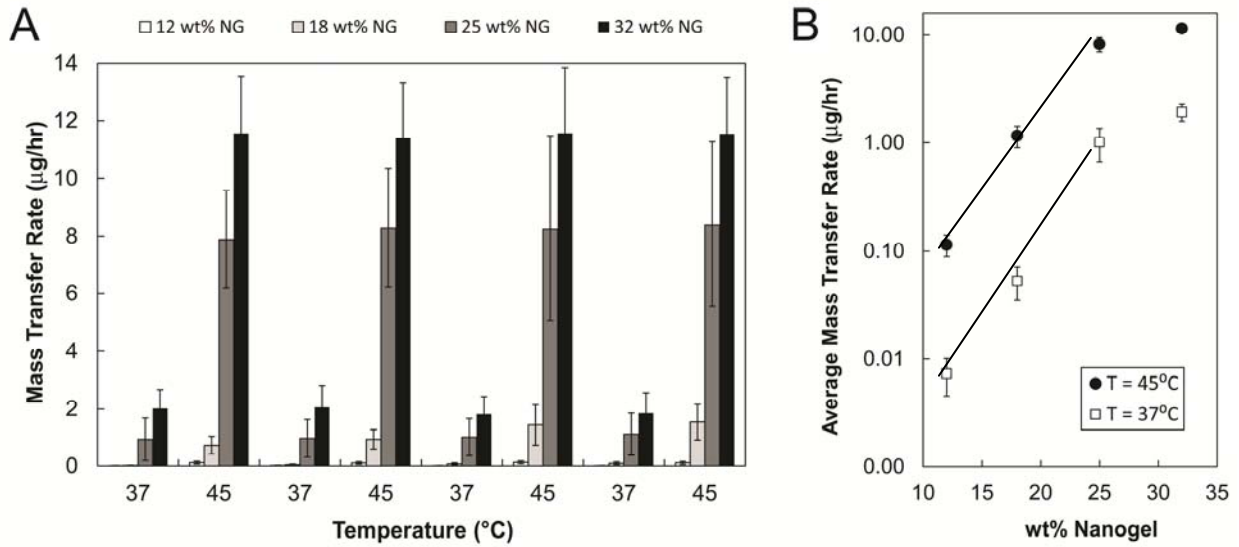 A
12 wt% NG 18 wt% NG 25 wt% NG 32 wt% NG
14
12
10
8
6
4
2
0
Mass Transfer Rate (μg/hr)
37 45 37 45 37 45 37 45
Temperature (°C)
B
10.00
1.00
0.10
0.01
0.00
Average Mass Transfer Rate (μg/hr)
T = 45⁰C
T = 37⁰C
10 15 20 25 30 35
wt% Nanogel